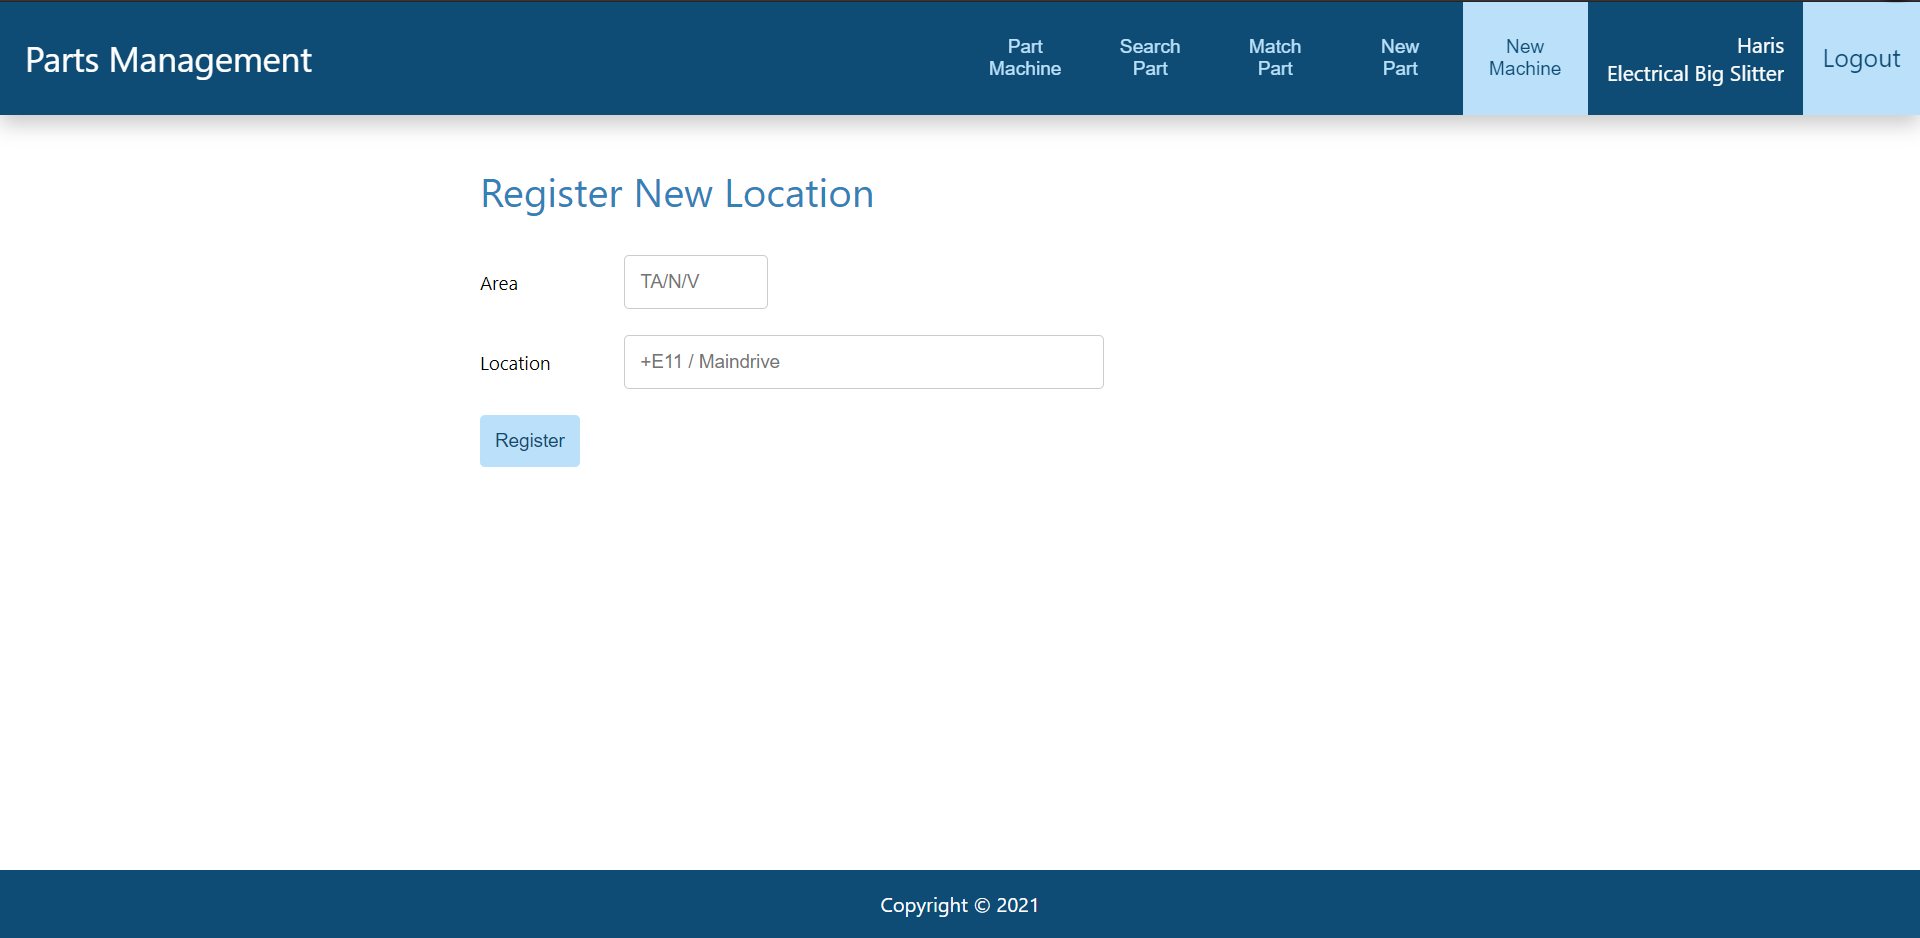 Parts Management
Part
Machine
Search
Part
Match
Part
New
Part
New
Machine
Haris
Electrical Big Slitter
Logout
Register New Location
Area
TA/N/V
Location
+E11 / Maindrive
Register
Copyright © 2021